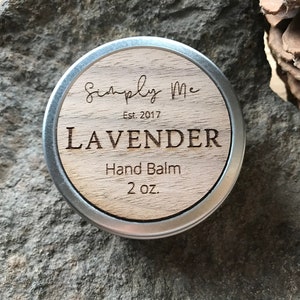 Simply Me
Est. 2017
LAVENDER
Hand Balm
2 oz.